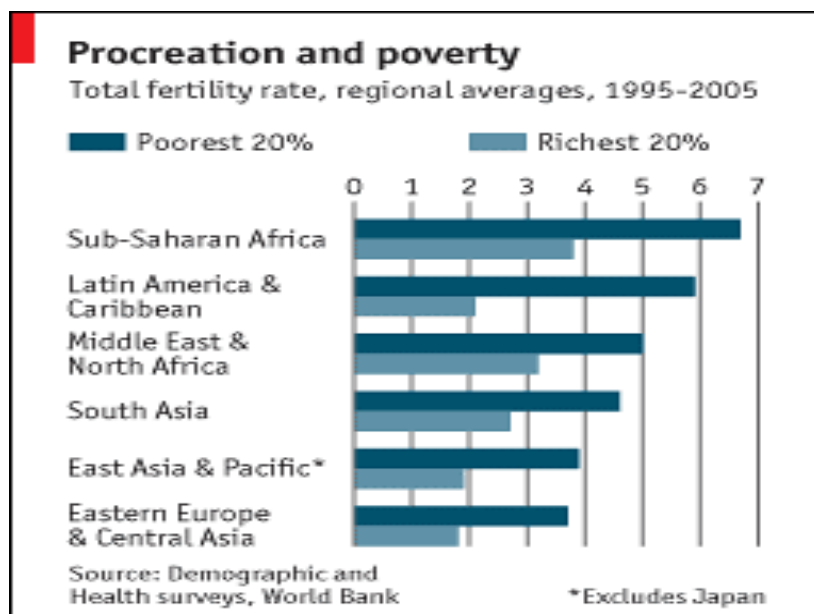 Procreation and poverty
Total fertility rate, regional averages, 1995-2005
Poorest 20% Richest 20%
0 1 2 3 4 5 6 7
Sub-Saharan Africa
Latin America &
Caribbean
Middle East &
North Africa
South Asia
East Asia & Pacific*
Eastern Europe
& Central Asia
Source: Demographic and
Health surveys, World Bank *Excludes Japan